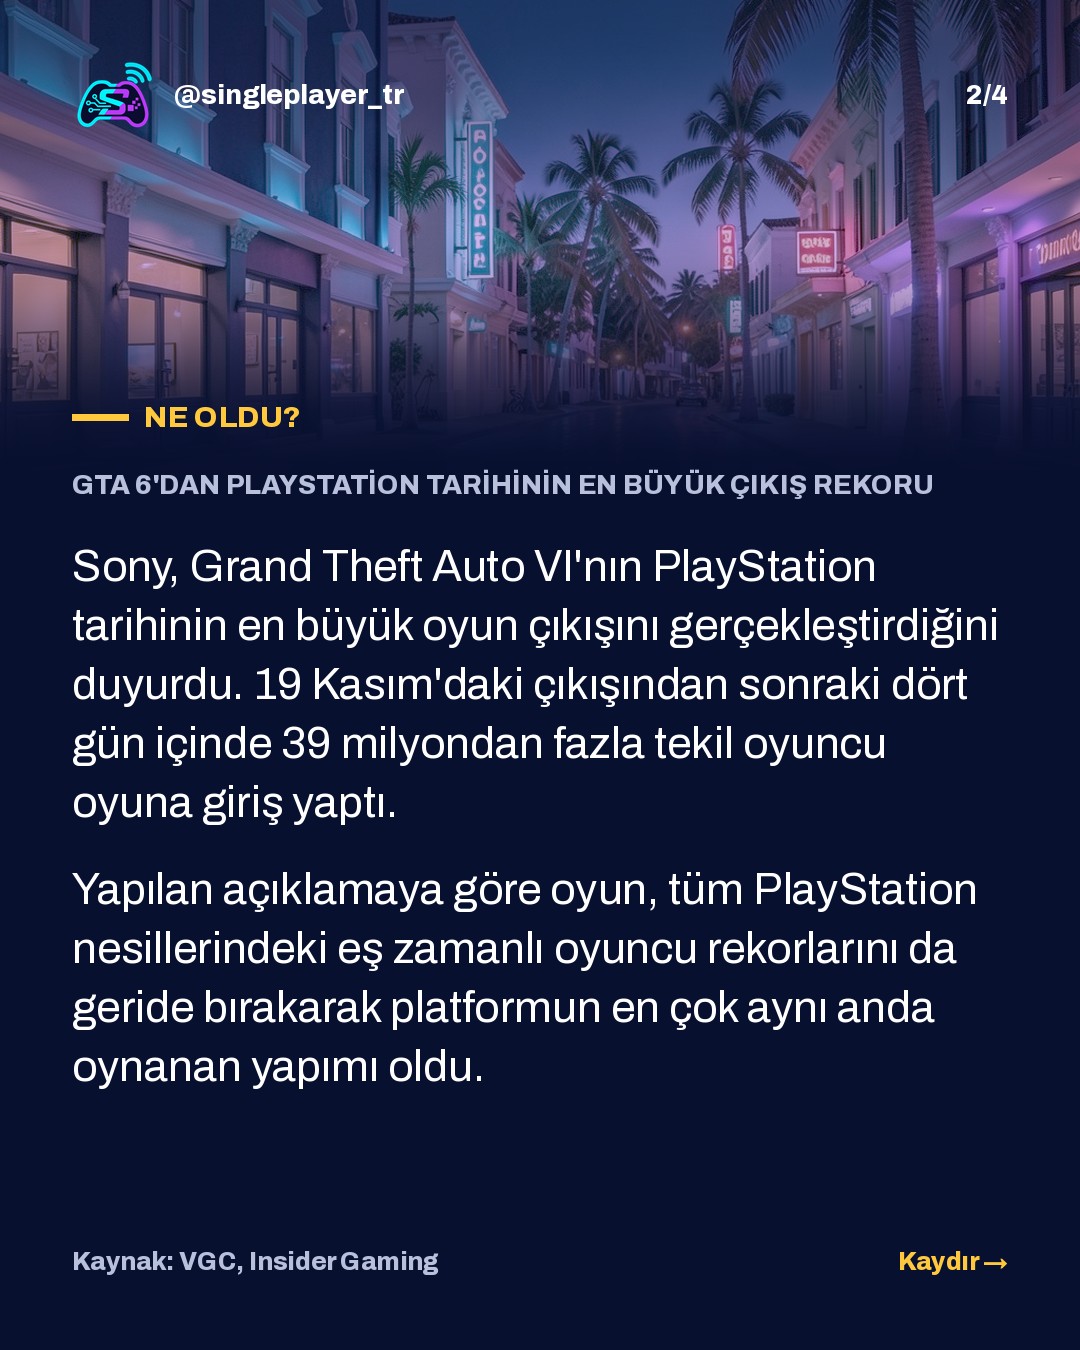 @singleplayer_tr
2/4
NE OLDU?
GTA 6'DAN PLAYSTATİON TARİHİNİN EN BÜYÜK ÇIKIŞ REKORU
Sony, Grand Theft Auto VI'nın PlayStation
tarihinin en büyük oyun çıkışını gerçekleştirdiğini
duyurdu. 19 Kasım'daki çıkışından sonraki dört
gün içinde 39 milyondan fazla tekil oyuncu
oyuna giriş yaptı.
Yapılan açıklamaya göre oyun, tüm PlayStation
nesillerindeki eş zamanlı oyuncu rekorlarını da
geride bırakarak platformun en çok aynı anda
oynanan yapımı oldu.
Kaynak: VGC, Insider Gaming
Kaydır→